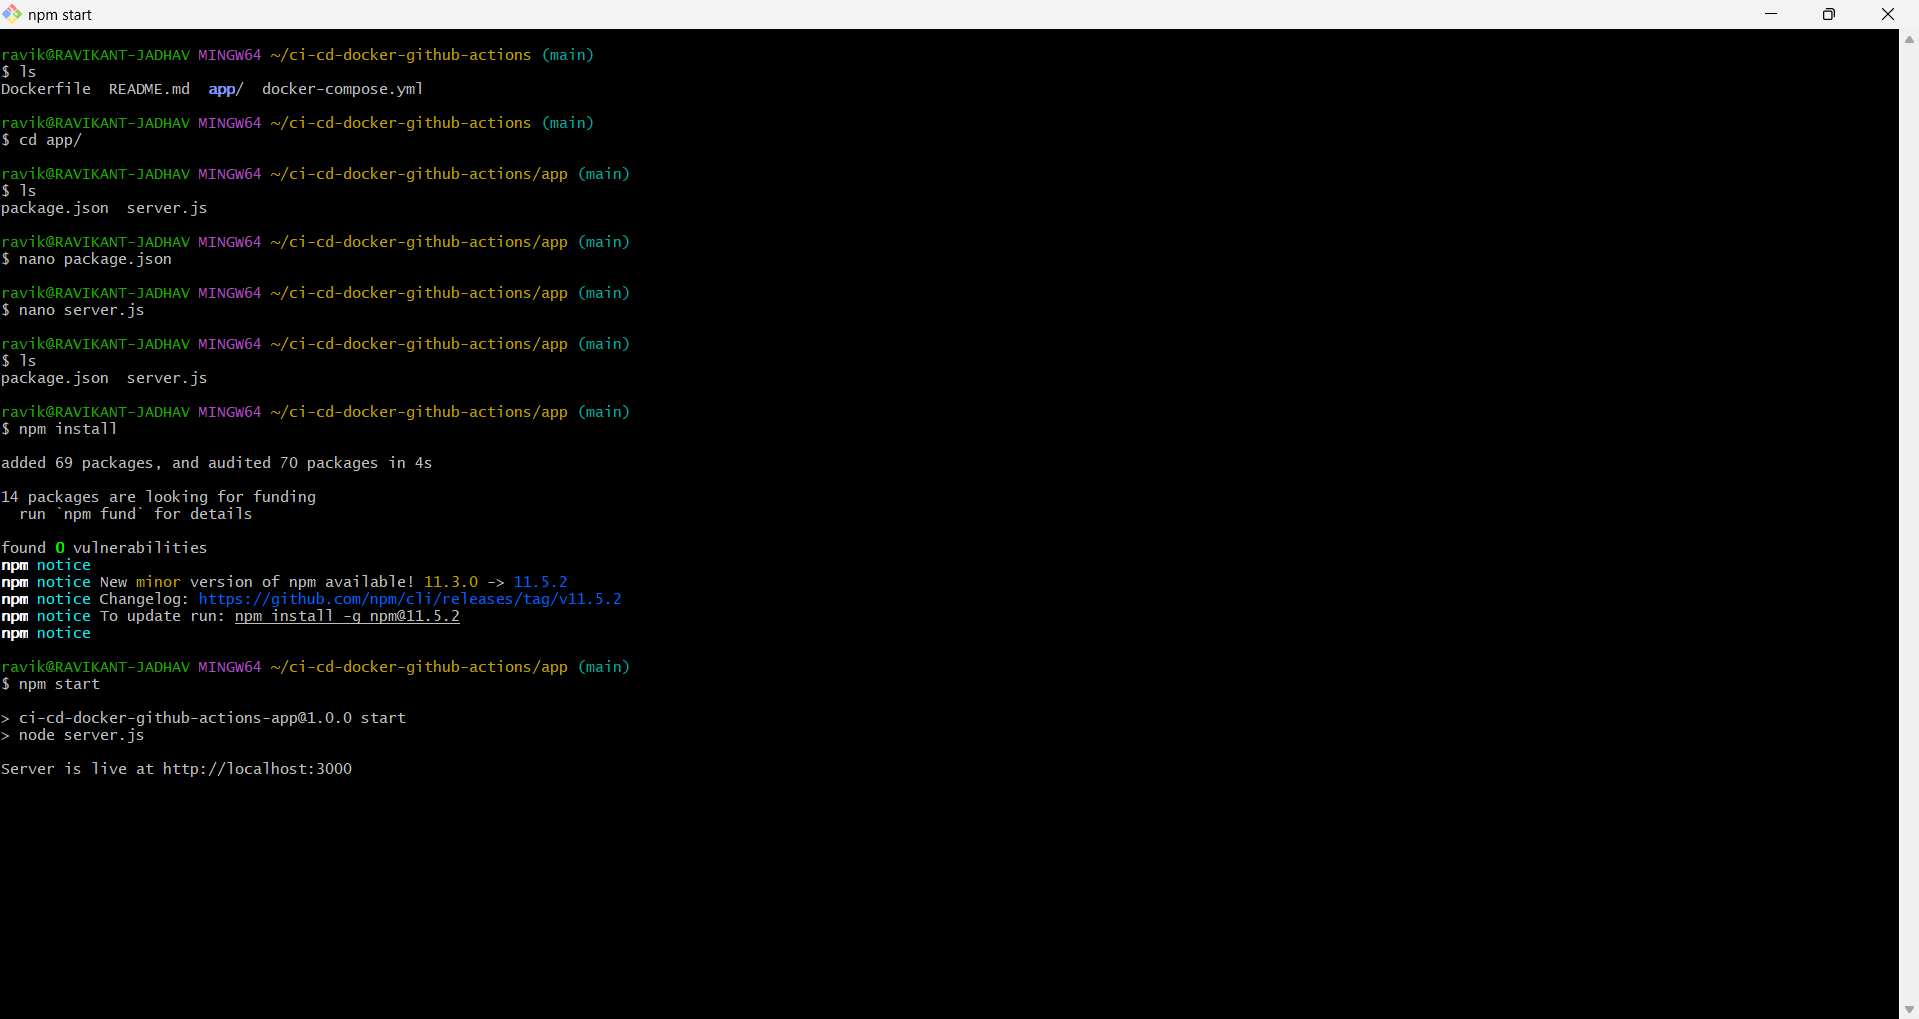 npm start
ravik@RAVIKANT-JADHAV MINGW64 ~/ci-cd-docker-github-actions (main)
$ ls
Dockerfile  README.md  app/  docker-compose.yml
ravik@RAVIKANT-JADHAV MINGW64 ~/ci-cd-docker-github-actions (main)
$ cd app/
ravik@RAVIKANT-JADHAV MINGW64 ~/ci-cd-docker-github-actions/app (main)
$ ls
package.json  server.js
ravik@RAVIKANT-JADHAV MINGW64 ~/ci-cd-docker-github-actions/app (main)
$ nano package.json
ravik@RAVIKANT-JADHAV MINGW64 ~/ci-cd-docker-github-actions/app (main)
$ nano server.js
ravik@RAVIKANT-JADHAV MINGW64 ~/ci-cd-docker-github-actions/app (main)
$ ls
package.json  server.js
ravik@RAVIKANT-JADHAV MINGW64 ~/ci-cd-docker-github-actions/app (main)
$ npm install
added 69 packages, and audited 70 packages in 4s
14 packages are looking for funding
  run `npm fund` for details
found 0 vulnerabilities
npm notice
npm notice New minor version of npm available! 11.3.0 -> 11.5.2
npm notice Changelog: https://github.com/npm/cli/releases/tag/v11.5.2
npm notice To update run: npm install -g npm@11.5.2
npm notice
ravik@RAVIKANT-JADHAV MINGW64 ~/ci-cd-docker-github-actions/app (main)
$ npm start
> ci-cd-docker-github-actions-app@1.0.0 start
> node server.js
Server is live at http://localhost:3000